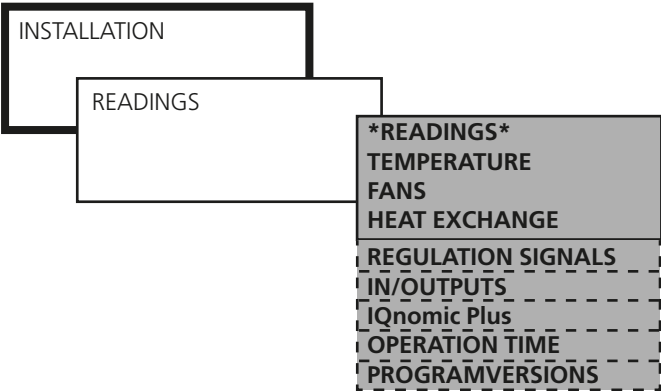 INSTALLATION
READINGS
*READINGS*
TEMPERATURE
FANS
HEAT EXCHANGE
REGULATION SIGNALS
IN/OUTPUTS
IQnomic Plus
OPERATION TIME
PROGRAMVERSIONS